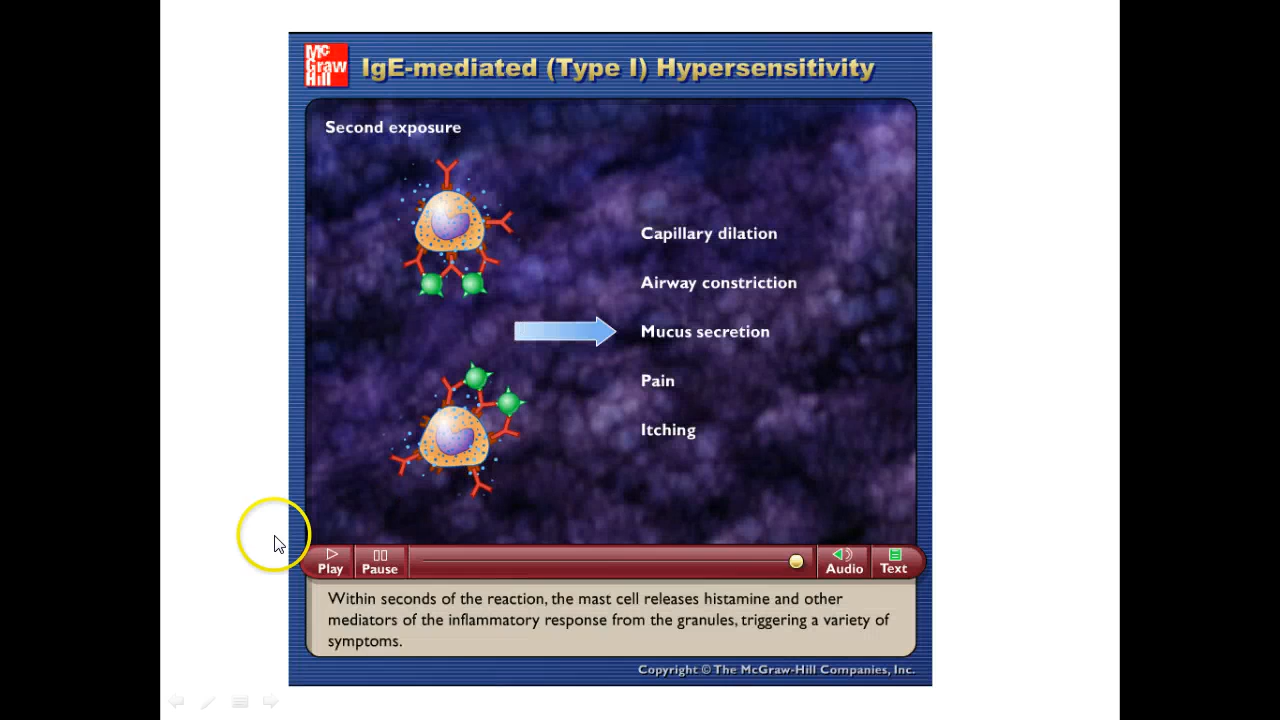 Mc
Graw
Hill
IgE-mediated (Type I) Hypersensitivity
Second exposure
Capillary dilation
Airway constriction
Mucus secretion
Pain
Itching
Play
Pause
Audio
Text
Within seconds of the reaction, the mast cell releases histamine and other
mediators of the inflammatory response from the granules, triggering a variety of
symptoms.
Copyright © The McGraw-Hill Companies, Inc.